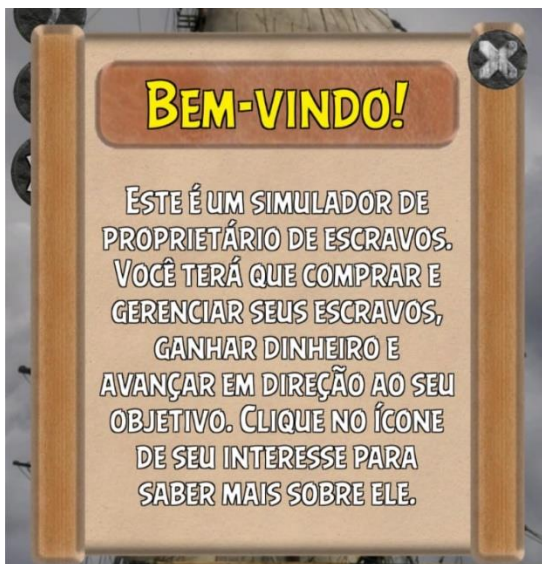 BEM-VINDO!
ESTE É UM SIMULADOR DE
PROPRIETÁRIO DE ESCRAVOS.
VOCÊ TERÁ QUE COMPRAR E
GERENCIAR SEUS ESCRAVOS,
GANHAR DINHEIRO E
AVANÇAR EM DIREÇÃO AO SEU
OBJETIVO. CLIQUE NO ÍCONE
DE SEU INTERESSE PARA
SABER MAIS SOBRE ELE.